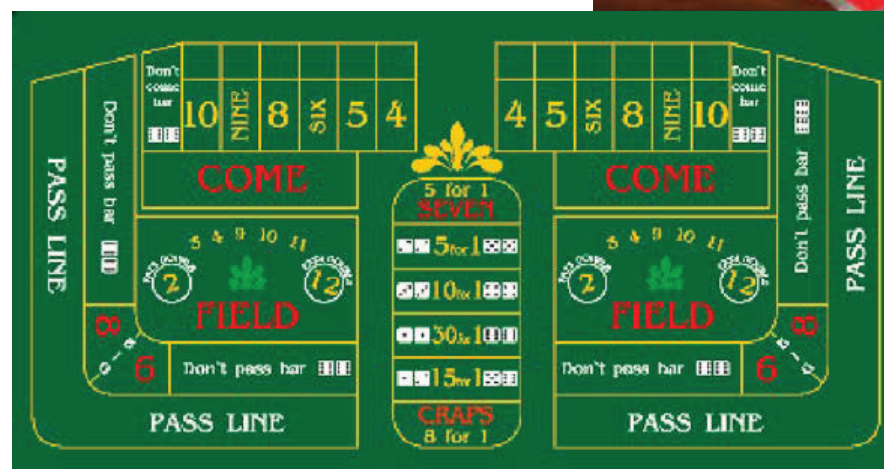 Don't
come
bar
10
NINE
8
SIX
5
4
COME
Don't pass bar
PASS LINE
3 4 9 10 11
2
12
FIELD
8
6
BIG
Don't pass bar
PASS LINE
5 for 1
SEVEN
5 for 1
10 for 1
30 for 1
15 for 1
CRAPS
8 for 1
4
5
SIX
8
NINE
10
Don't
come
bar
COME
Don't pass bar
PASS LINE
3 4 9 10 11
2
12
FIELD
8
6
BIG
Don't pass bar
PASS LINE